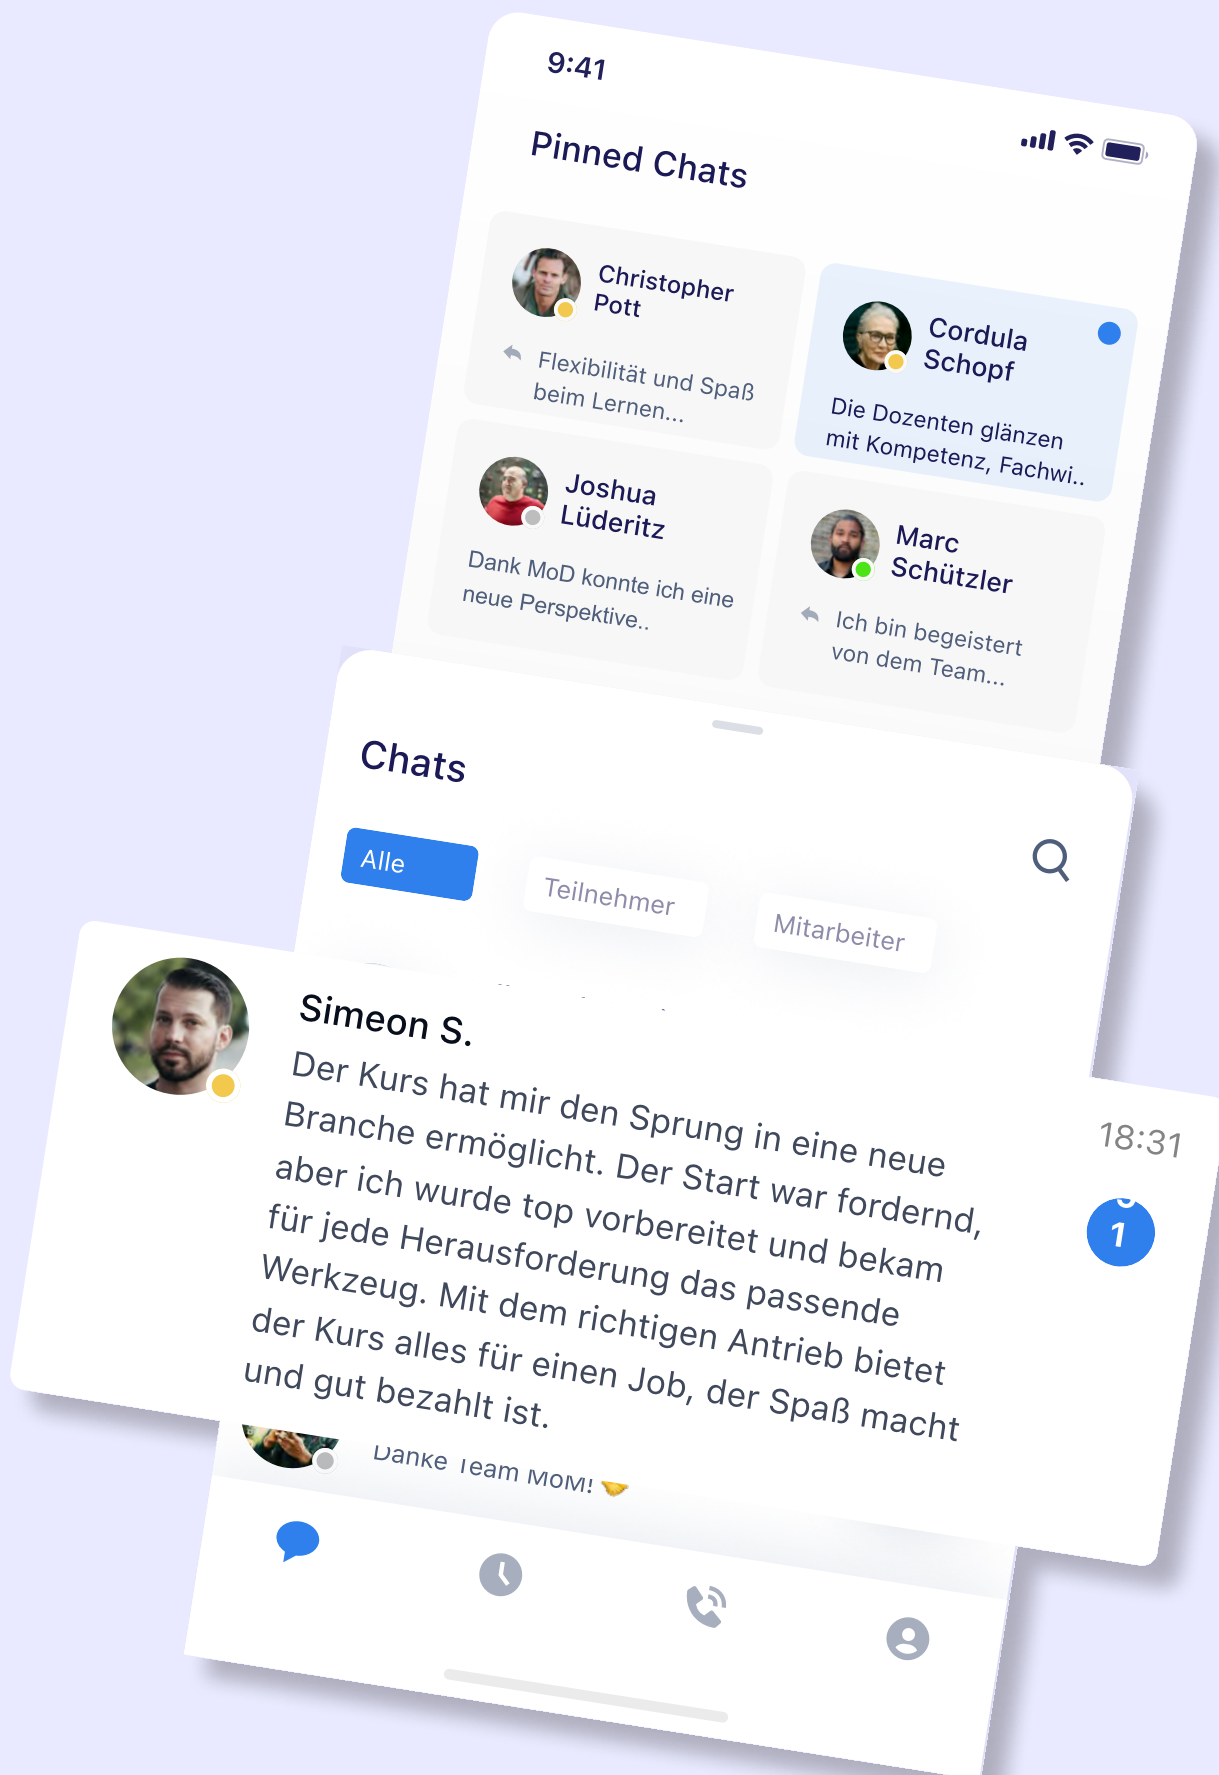 9:41
Pinned Chats
Christopher
Pott
Flexibilität und Spaß
beim Lernen...
Cordula
Schopf
Die Dozenten glänzen
mit Kompetenz, Fachwi..
Joshua
Lüderitz
Dank MoD konnte ich eine
neue Perspektive..
Marc
Schützler
Ich bin begeistert
von dem Team...
Chats
Alle
Teilnehmer
Mitarbeiter
Simeon S.
18:31
1
Der Kurs hat mir den Sprung in eine neue
Branche ermöglicht. Der Start war fordernd,
aber ich wurde top vorbereitet und bekam
für jede Herausforderung das passende
Werkzeug. Mit dem richtigen Antrieb bietet
der Kurs alles für einen Job, der Spaß macht
und gut bezahlt ist.
Danke Team MoM! 🤝